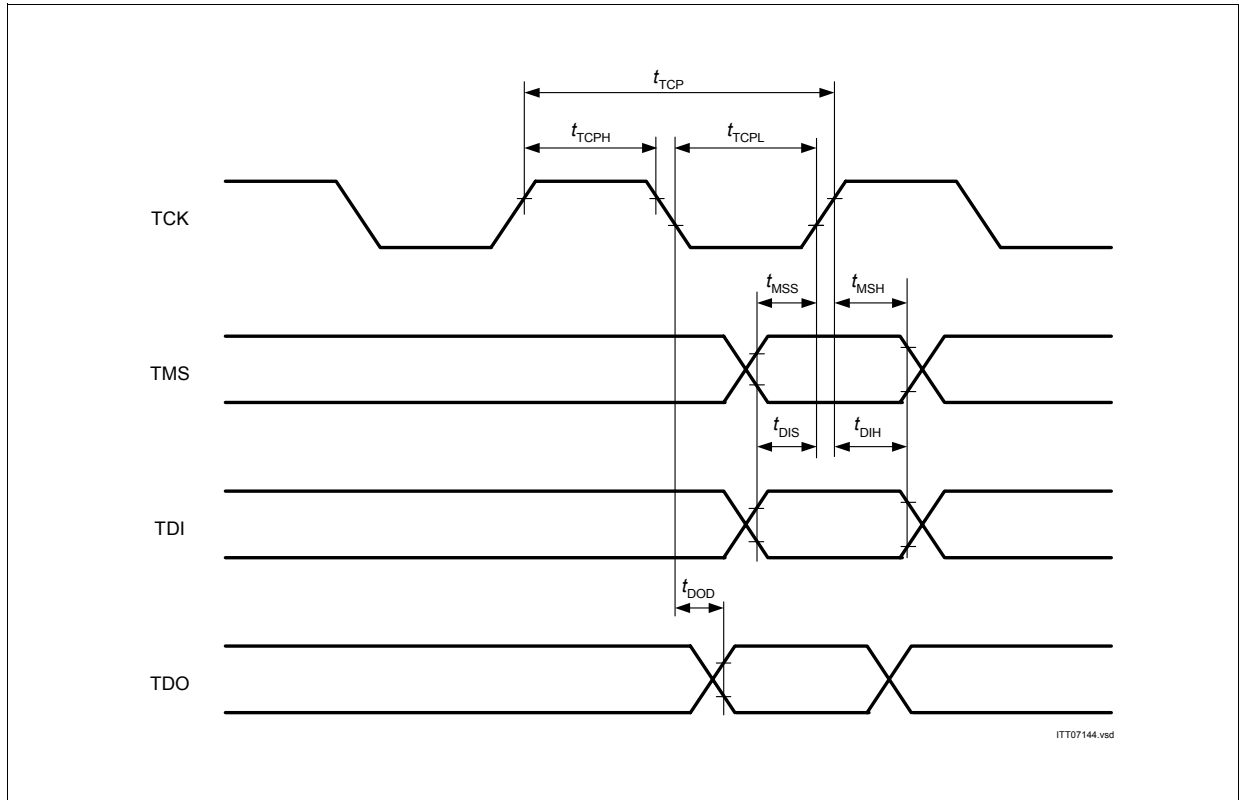 tTCP
tTCPH
tTCPL
TCK
tMSS
tMSH
TMS
tDIS
tDIH
TDI
tDOD
TDO
ITT07144.vsd